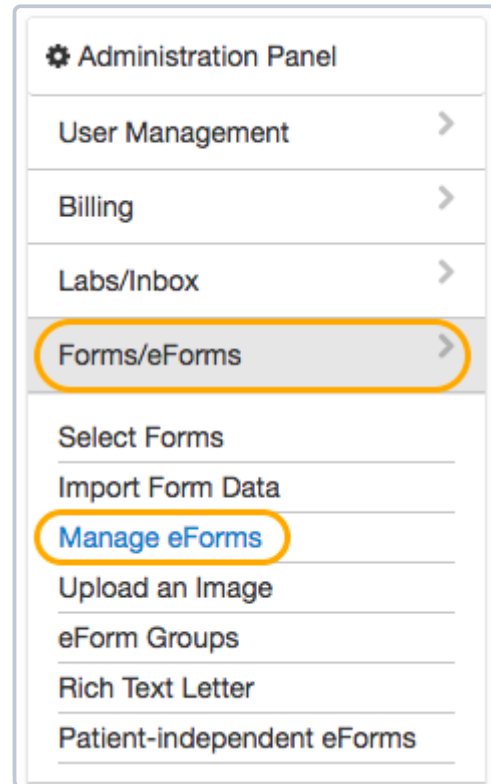 Administration Panel
User Management
Billing
Labs/Inbox
Forms/eForms
Select Forms
Import Form Data
Manage eForms
Upload an Image
eForm Groups
Rich Text Letter
Patient-independent eForms